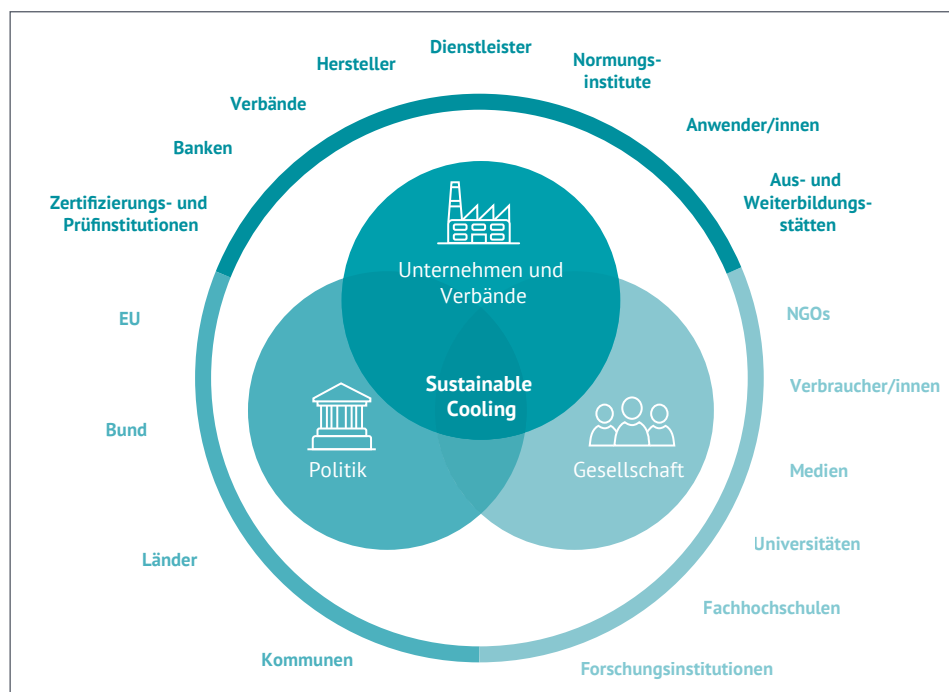 Dienstleister
Hersteller
Normungs-
institute
Verbände
Anwender/innen
Banken
Aus- und
Weiterbildungs-
stätten
Zertifizierungs- und
Prüfinstitutionen
Unternehmen und
Verbände
EU
NGOs
Sustainable
Cooling
Verbraucher/innen
Bund
Politik
Gesellschaft
Medien
Länder
Universitäten
Fachhochschulen
Kommunen
Forschungsinstitutionen